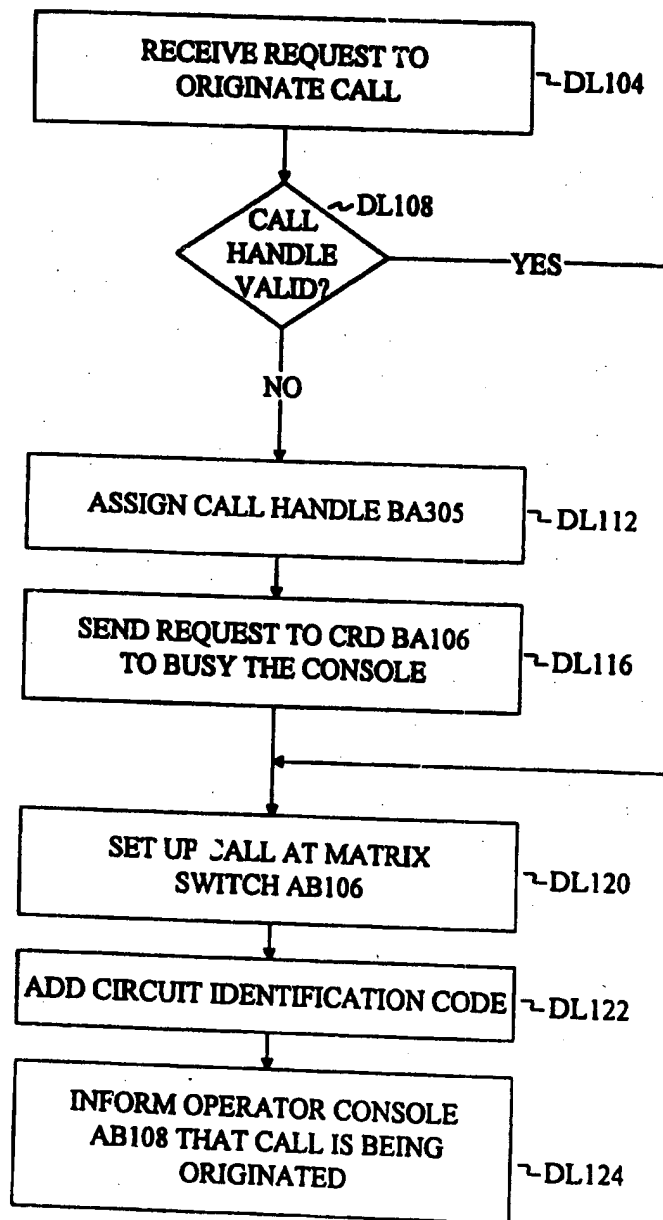 RECEIVE REQUEST TO
ORIGINATE CALL
DL104
CALL
HANDLE
VALID?
DL108
YES
NO
ASSIGN CALL HANDLE BA305
DL112
SEND REQUEST TO CRD BA106
TO BUSY THE CONSOLE
DL116
SET UP CALL AT MATRIX
SWITCH AB106
DL120
ADD CIRCUIT IDENTIFICATION CODE
DL122
INFORM OPERATOR CONSOLE
AB108 THAT CALL IS BEING
ORIGINATED
DL124